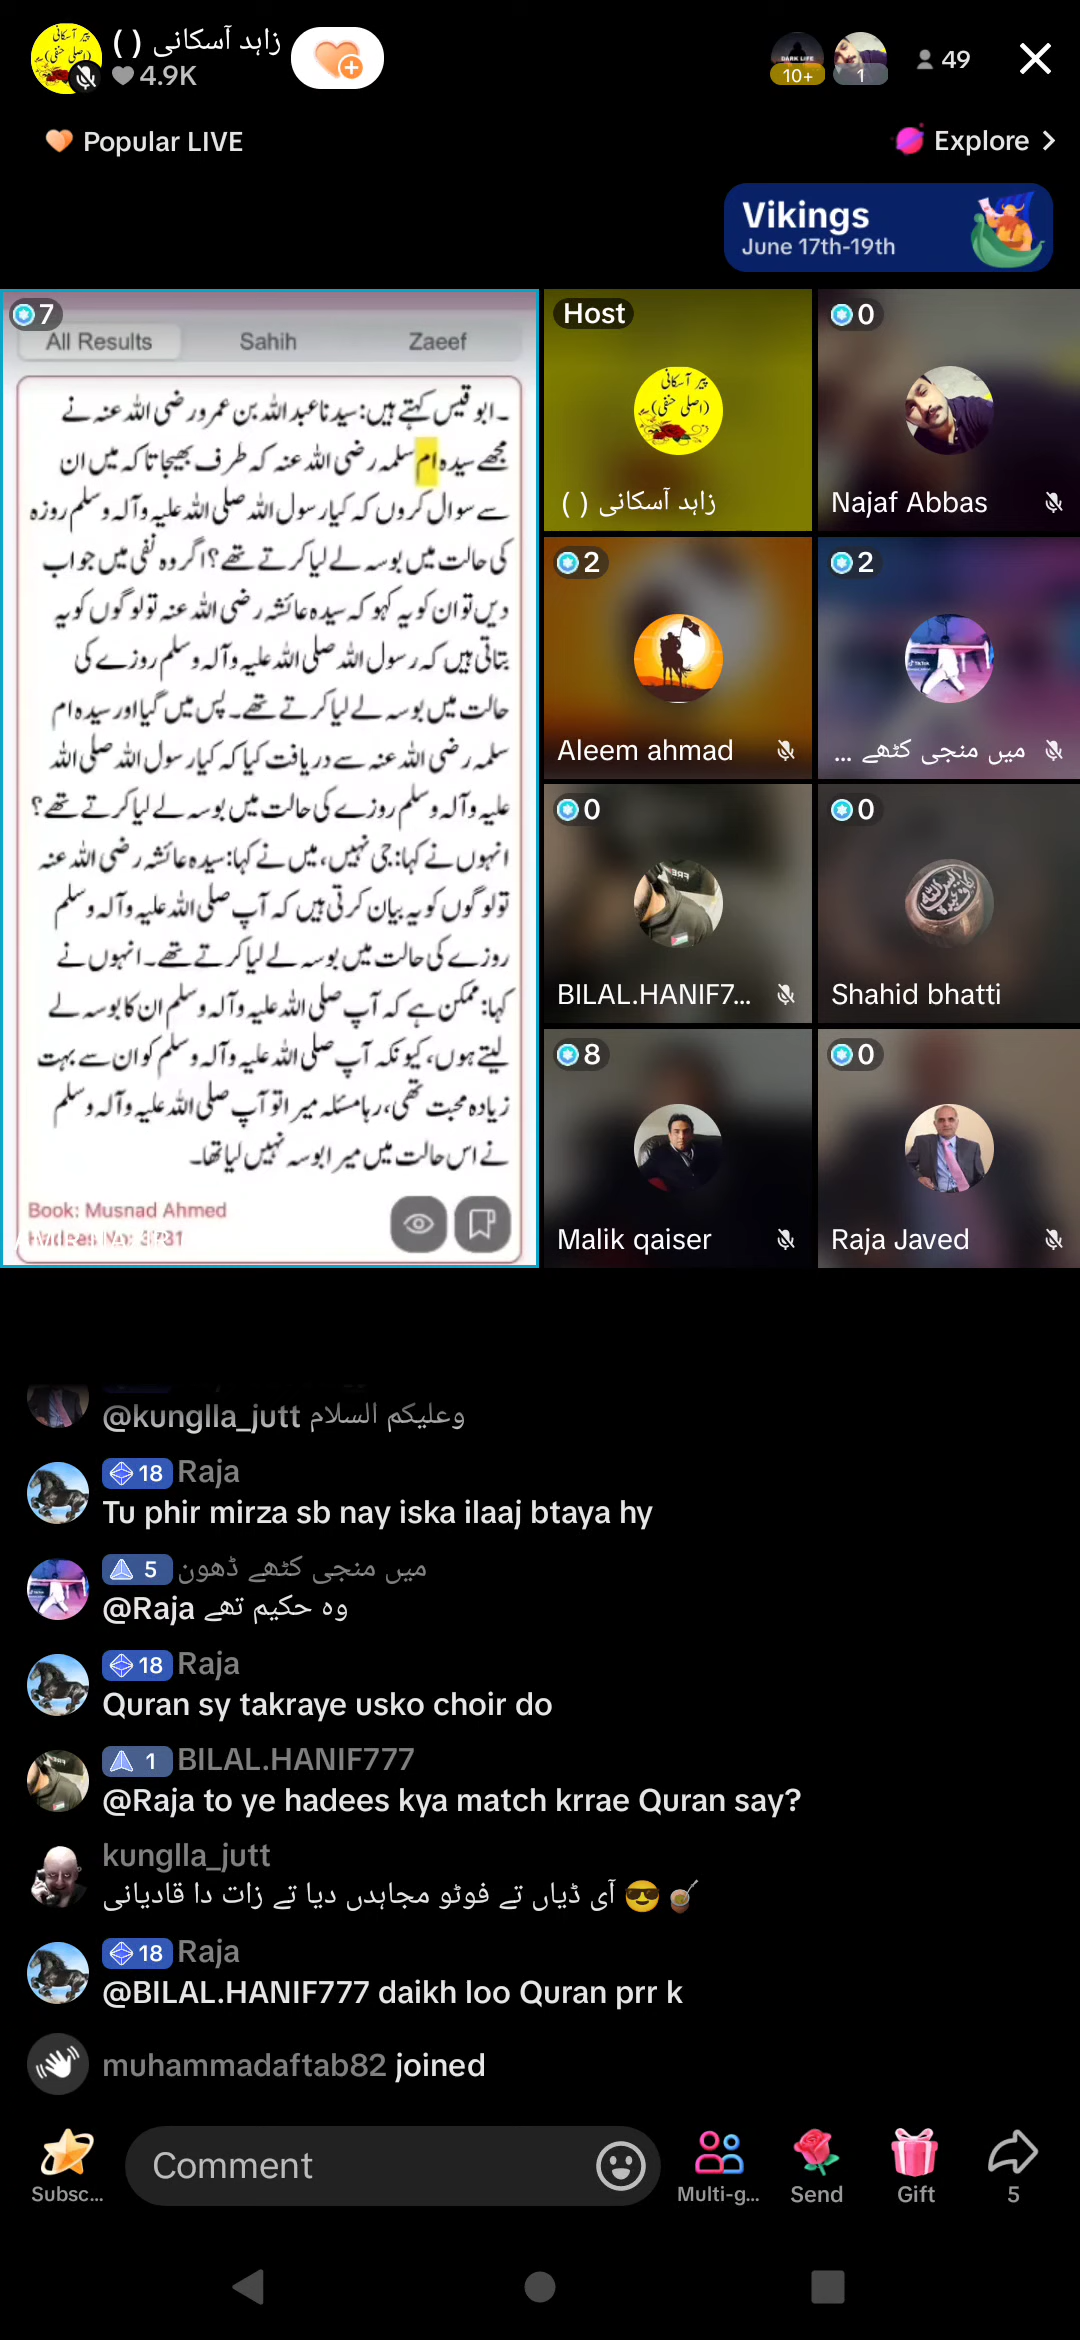 زاہد آسکانی ( )
4.9K
10+
1
49
Popular LIVE
Explore
Vikings
June 17th-19th
7
All Results
Sahih
Zaeef
۔ابو قیس کہتے ہیں: سیدنا عبد اللہ بن عمرو رضی اللہ عنہ نے
مجھے سیدہ ام سلمہ رضی اللہ عنہ کہ طرف بھیجا تا کہ میں ان
سے سوال کروں کہ کیا رسول اللہ صلی اللہ علیہ وآلہ وسلم روزہ
کی حالت میں بوسہ لے لیا کرتے تھے؟ اگر وہ نفی میں جواب
دیں تو ان کو یہ کہو کہ سیدہ عائشہ رضی اللہ عنہ تو لوگوں کو یہ
بتاتی ہیں کہ رسول اللہ صلی اللہ علیہ وآلہ وسلم روزے کی
حالت میں بوسہ لے لیا کرتے تھے۔ پس میں گیا اور سیدہ ام
سلمہ رضی اللہ عنہ سے دریافت کیا کہ کیا رسول اللہ صلی اللہ
علیہ وآلہ وسلم روزے کی حالت میں بوسہ لے لیا کرتے تھے؟
انہوں نے کہا: جی نہیں، میں نے کہا: سیدہ عائشہ رضی اللہ عنہ
تو لوگوں کو یہ بیان کرتی ہیں کہ آپ صلی اللہ علیہ وآلہ وسلم
روزے کی حالت میں بوسہ لے لیا کرتے تھے۔ انہوں نے
کہا: ممکن ہے کہ آپ صلی اللہ علیہ وآلہ وسلم ان کا بوسہ لے
لیتے ہوں، کیونکہ آپ صلی اللہ علیہ وآلہ وسلم کو ان سے بہت
زیادہ محبت تھی، رہا مسئلہ میرا تو آپ صلی اللہ علیہ وآلہ وسلم
نے اس حالت میں میرا بوسہ نہیں لیا تھا۔
Book: Musnad Ahmed
Host
پیر آسکانی
(اصلی حنفی)
زاہد آسکانی ( )
0
Najaf Abbas
2
Aleem ahmad
2
میں منجی کٹھے ...
0
BILAL.HANIF7...
0
Shahid bhatti
8
Malik qaiser
0
Raja Javed
@kunglla_jutt وعلیکم السلام
18 Raja
Tu phir mirza sb nay iska ilaaj btaya hy
5 میں منجی کٹھے ڈھون
@Raja وہ حکیم تھے
18 Raja
Quran sy takraye usko choir do
1 BILAL.HANIF777
@Raja to ye hadees kya match krrae Quran say?
kunglla_jutt
آی ڈیاں تے فوٹو مجاہدں دیا تے زات دا قادیانی 😎 🧉
18 Raja
@BILAL.HANIF777 daikh loo Quran prr k
muhammadaftab82 joined
Comment
Subsc...
Multi-g...
Send
Gift
5